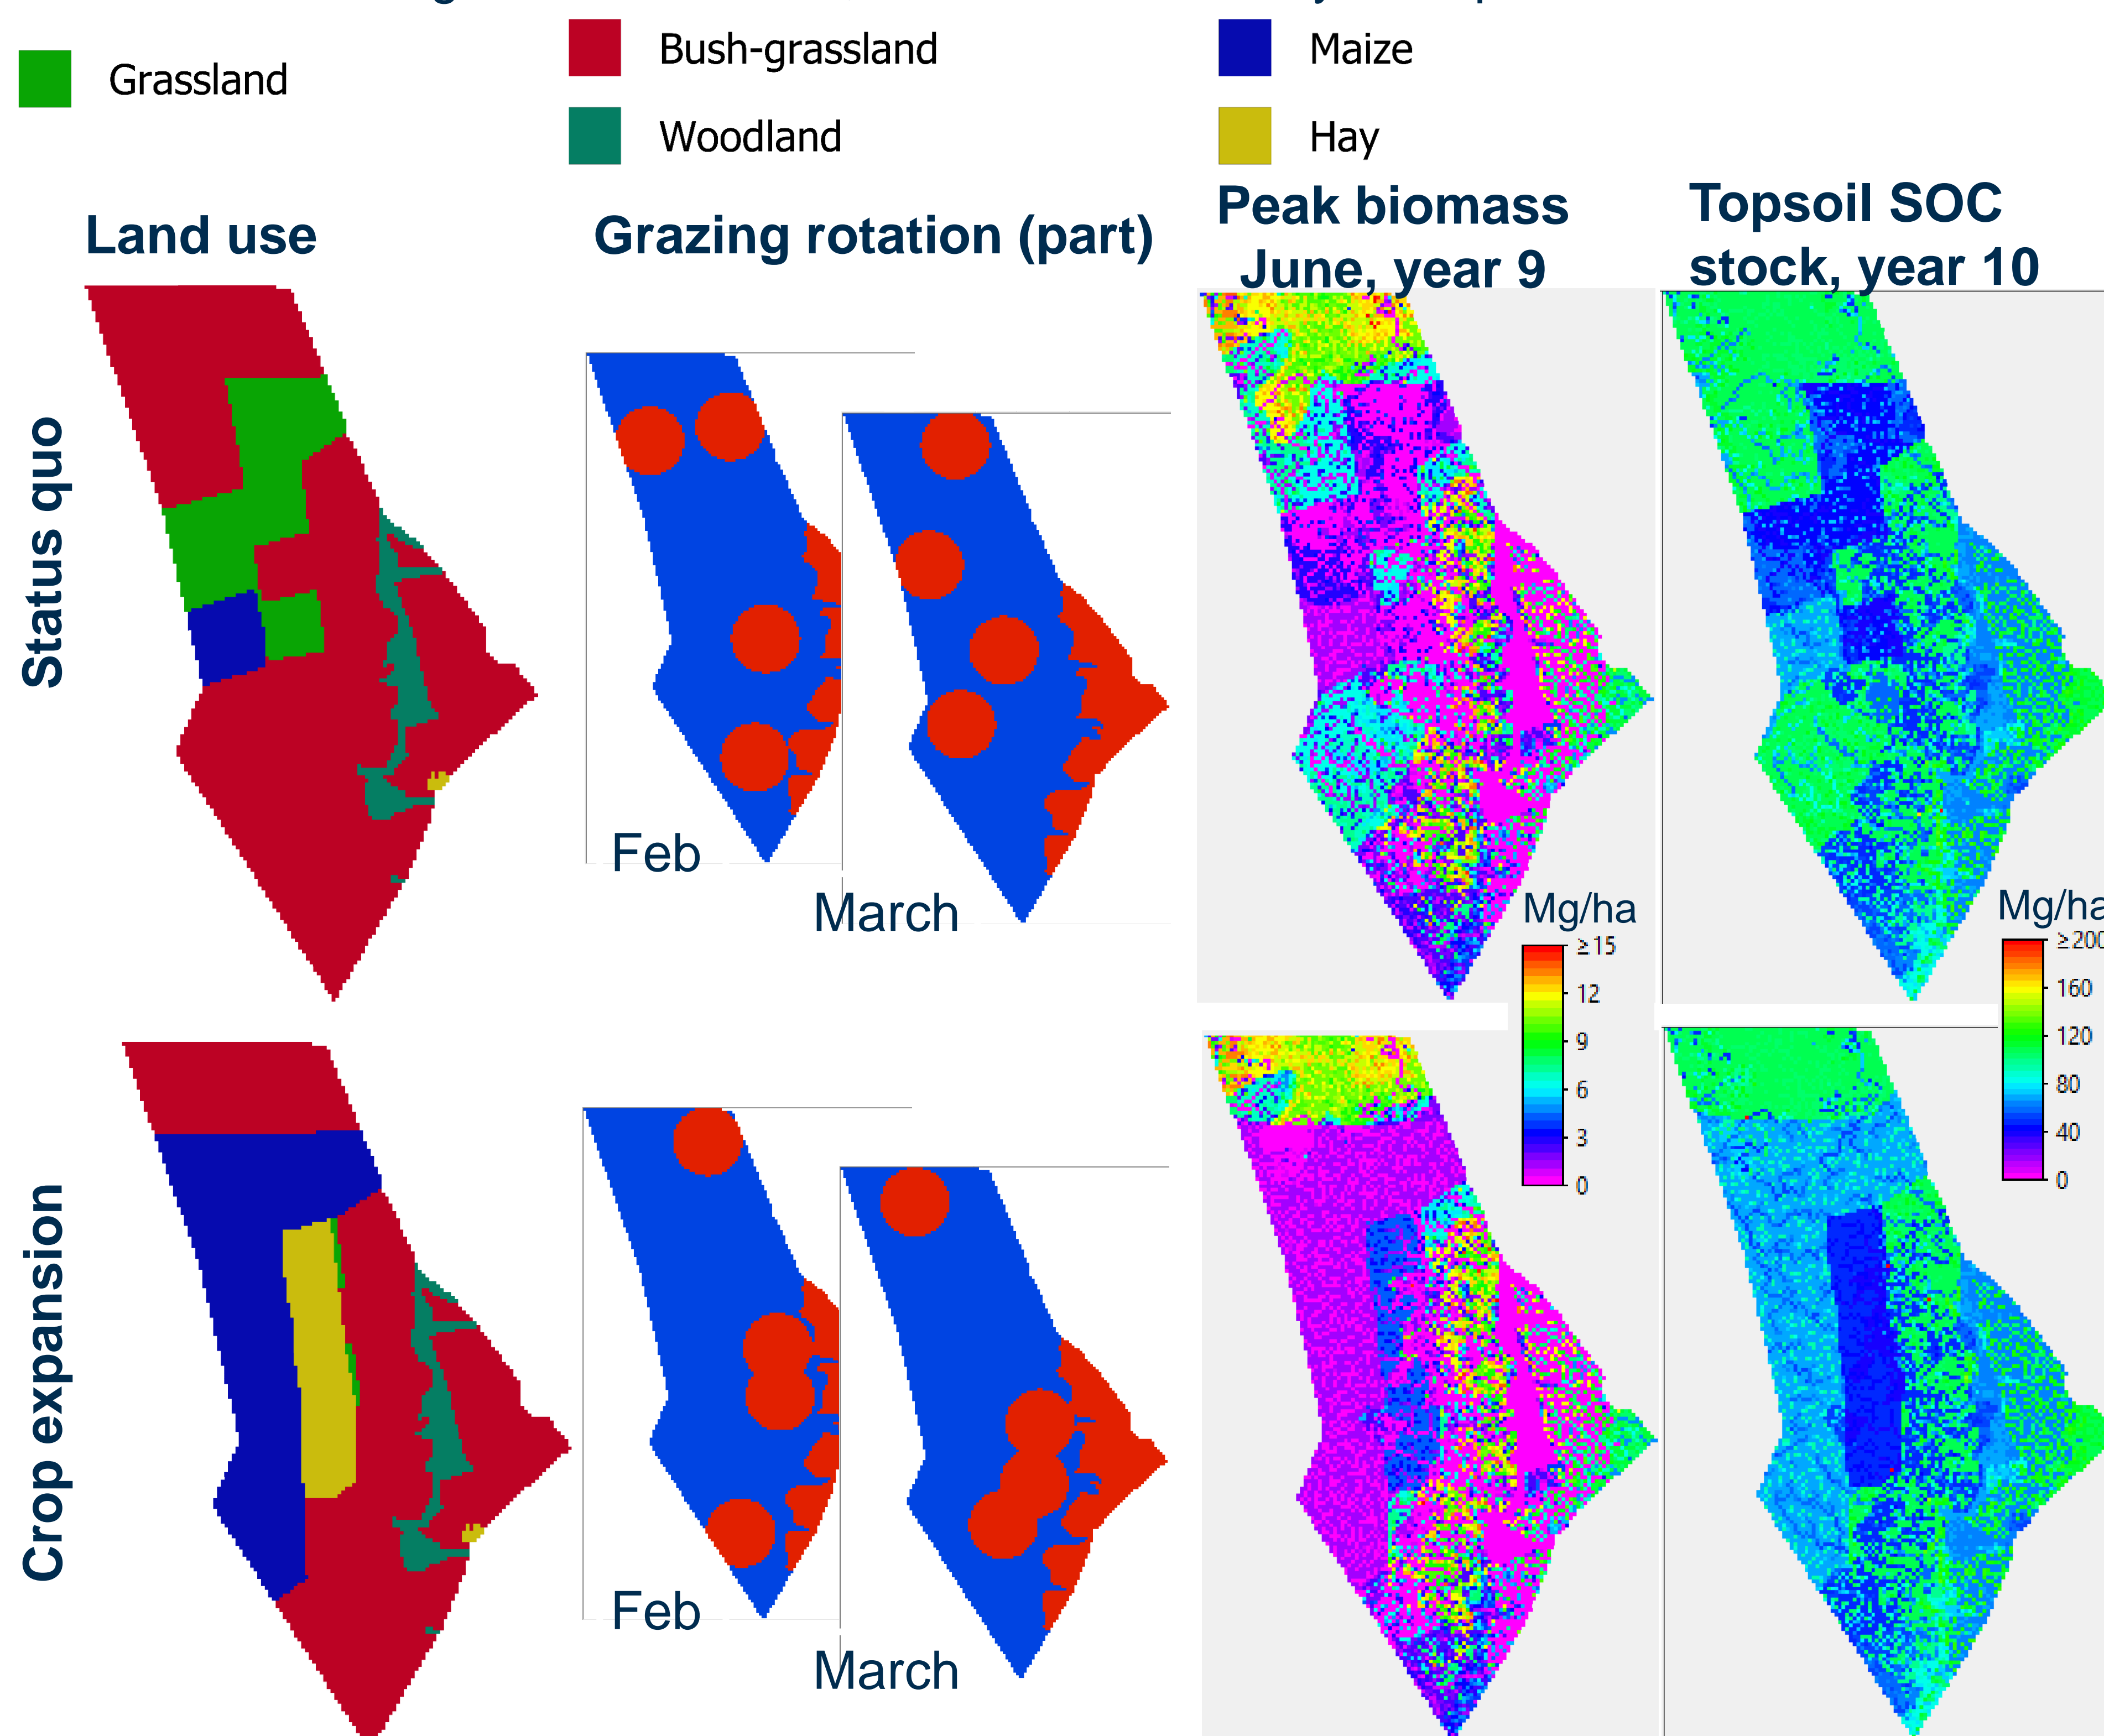 Grassland
Bush-grassland
Woodland
Maize
Hay
Land use
Grazing rotation (part)
Peak biomass
June, year 9
Topsoil SOC
stock, year 10
Status quo
Feb
March
Mg/ha
≥15
12
9
6
3
0
Mg/ha
≥200
160
120
80
40
0
Crop expansion
Feb
March